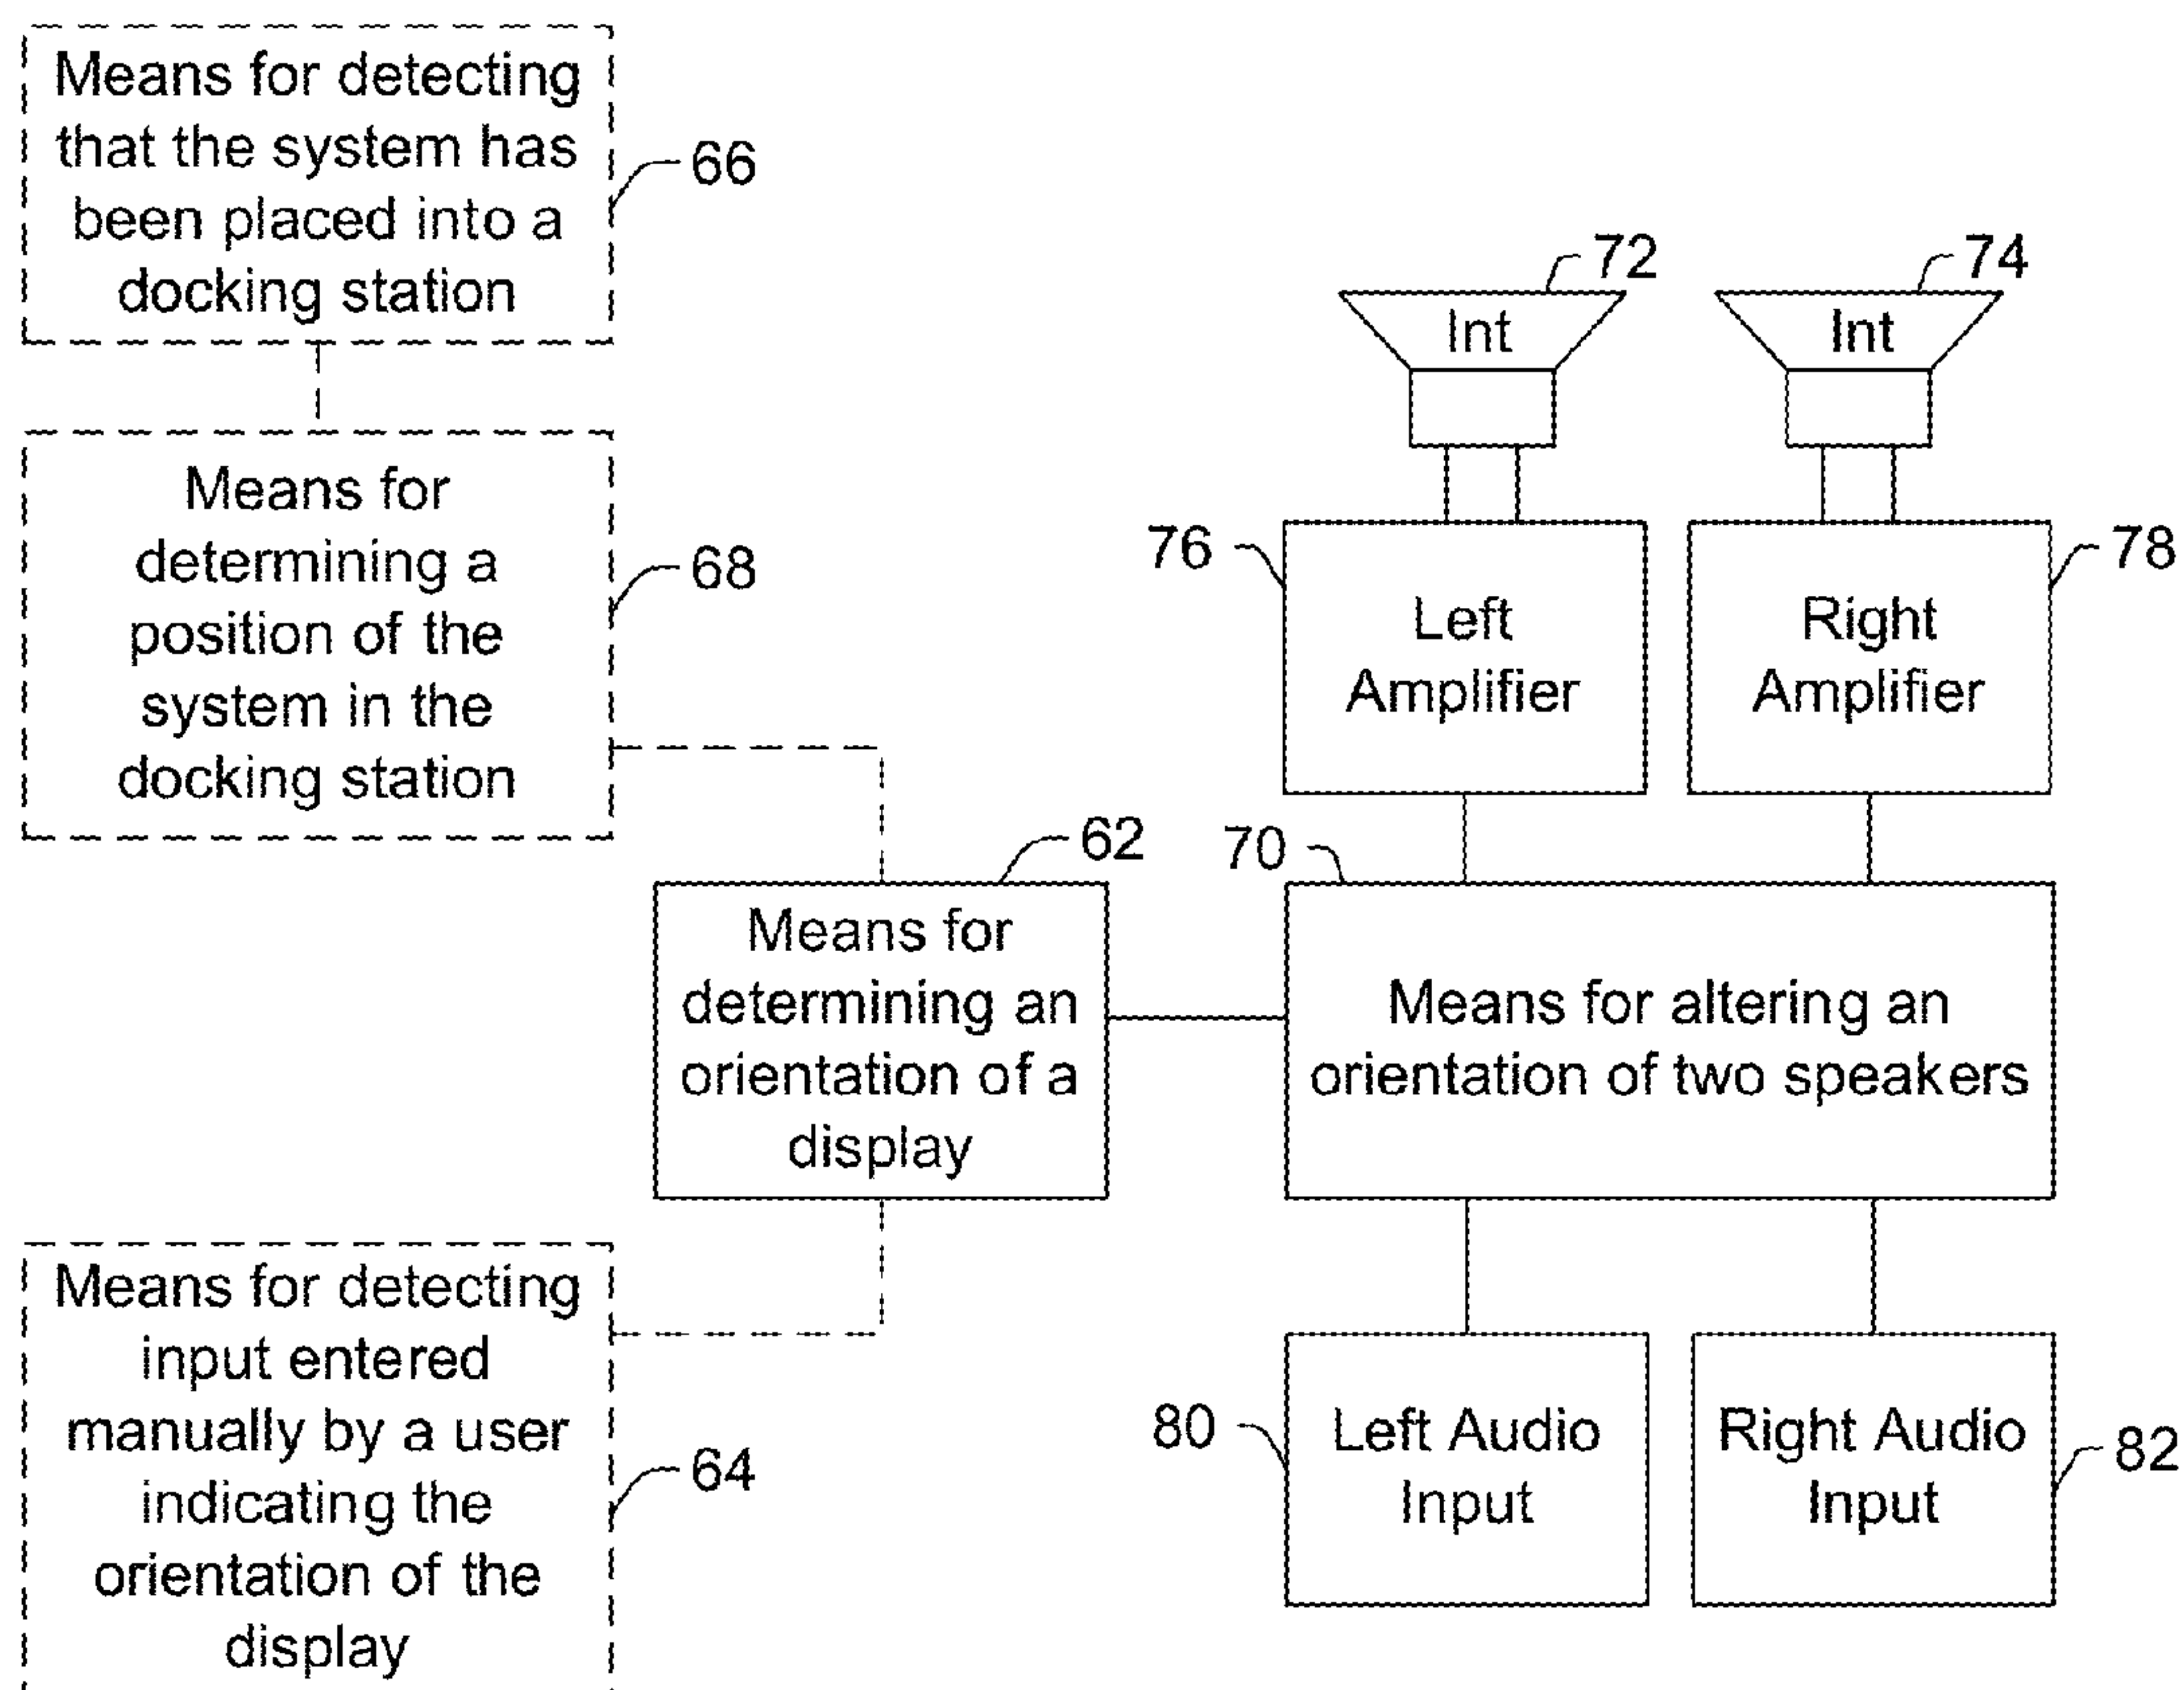 Means for detecting
that the system has
been placed into a
docking station
66
Means for
determining a
position of the
system in the
docking station
68
72
Int
74
Int
76
Left
Amplifier
78
Right
Amplifier
62
Means for
determining an
orientation of a
display
70
Means for altering an
orientation of two speakers
Means for detecting
input entered
manually by a user
indicating the
orientation of the
display
64
80
Left Audio
Input
Right Audio
Input
82